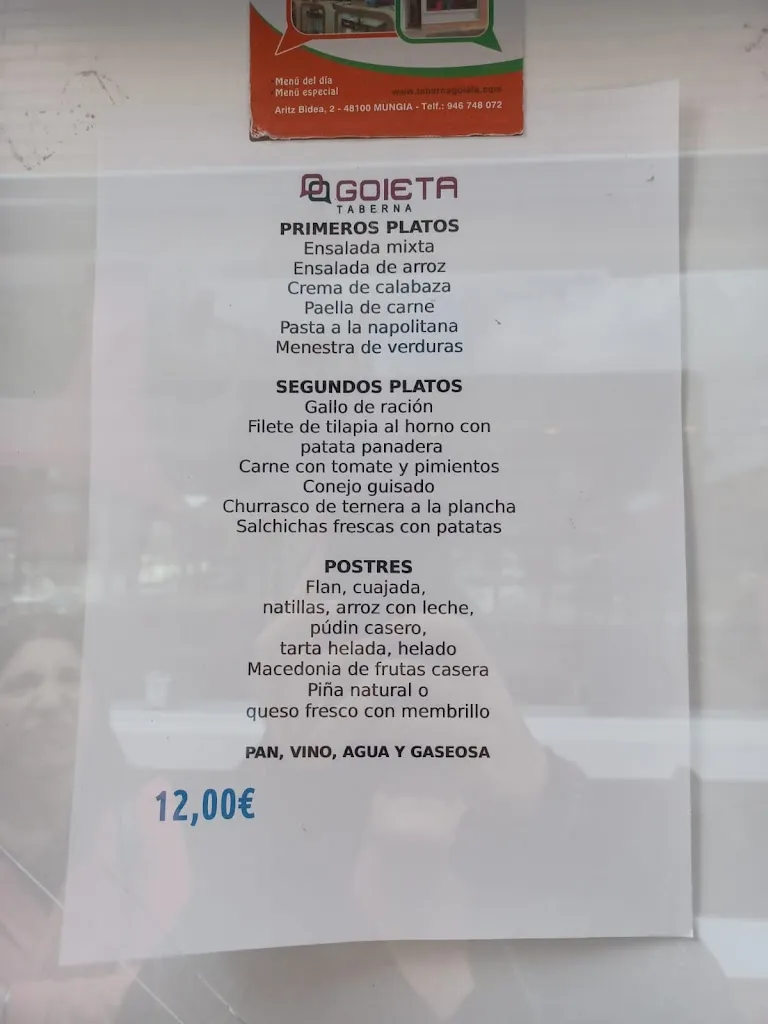 Menú del día
Menú especial
www.tabernagoieta.com
Aritz Bidea, 2 - 48100 MUNGIA - Telf.: 946 748 072
GOIETA
TABERNA
PRIMEROS PLATOS
Ensalada mixta
Ensalada de arroz
Crema de calabaza
Paella de carne
Pasta a la napolitana
Menestra de verduras
SEGUNDOS PLATOS
Gallo de ración
Filete de tilapia al horno con
patata panadera
Carne con tomate y pimientos
Conejo guisado
Churrasco de ternera a la plancha
Salchichas frescas con patatas
POSTRES
Flan, cuajada,
natillas, arroz con leche,
púdin casero,
tarta helada, helado
Macedonia de frutas casera
Piña natural o
queso fresco con membrillo
PAN, VINO, AGUA Y GASEOSA
12,00€